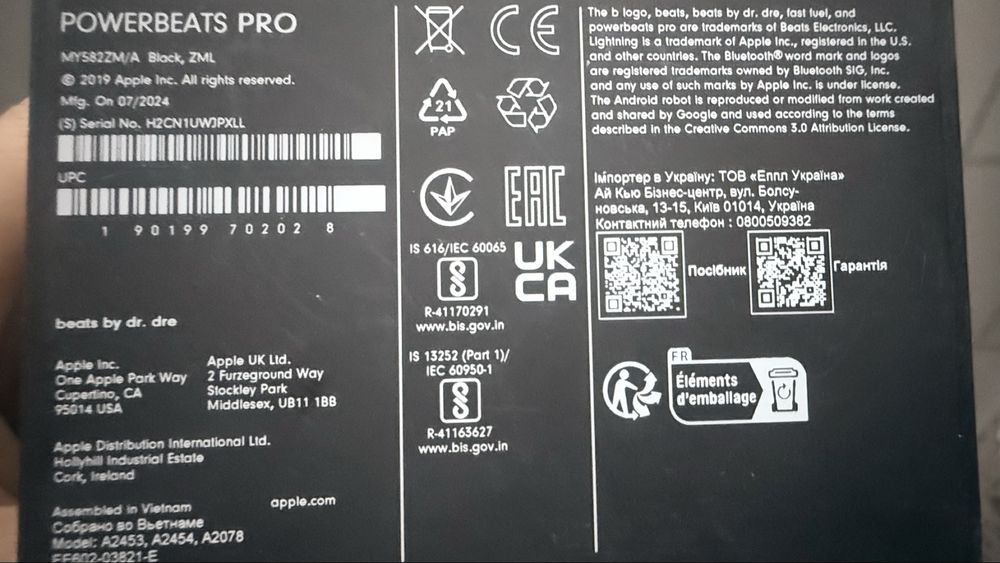 POWERBEATS PRO
MY582ZM/A Black, ZML
© 2019 Apple Inc. All rights reserved.
Mfg. On 07/2024
(S) Serial No. H2CN1UWJPXLL
UPC
1 90199 70202 8
beats by dr. dre
Apple Inc.
One Apple Park Way
Cupertino, CA
95014 USA
Apple UK Ltd.
2 Furzeground Way
Stockley Park
Middlesex, UB11 1BB
Apple Distribution International Ltd.
Hollyhill Industrial Estate
Cork, Ireland
apple.com
Assembled in Vietnam
Собрано во Вьетнаме
Model: A2453, A2454, A2078
EE602-03821-E
CE
21
PAP
EAC
IS 616/IEC 60065
R-41170291
www.bis.gov.in
UK
CA
IS 13252 (Part 1)/
IEC 60950-1
R-41163627
www.bis.gov.in
The b logo, beats, beats by dr. dre, fast fuel, and
powerbeats pro are trademarks of Beats Electronics, LLC.
Lightning is a trademark of Apple Inc., registered in the U.S.
and other countries. The Bluetooth® word mark and logos
are registered trademarks owned by Bluetooth SIG, Inc.
and any use of such marks by Apple Inc. is under license.
The Android robot is reproduced or modified from work created
and shared by Google and used according to the terms
described in the Creative Commons 3.0 Attribution License.
Імпортер в Україну: ТОВ «Еппл Україна»
Ай Кью Бізнес-центр, вул. Болсу-
новська, 13-15, Київ 01014, Україна
Контактний телефон : 0800509382
Посібник
Гарантія
FR
Éléments
d'emballage